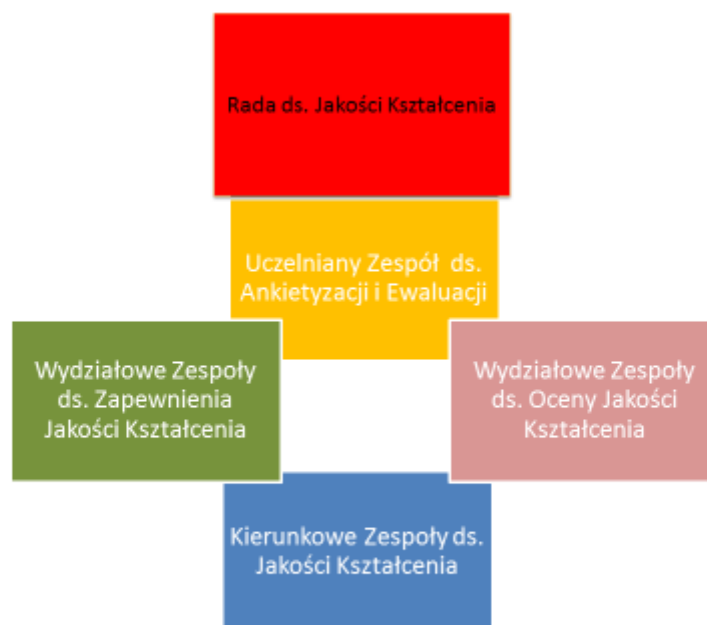 Rada ds. Jakości Kształcenia
Uczelniany Zespół ds.
Ankietyzacji i Ewaluacji
Wydziałowe Zespoły
ds. Zapewnienia
Jakości Kształcenia
Wydziałowe Zespoły
ds. Oceny Jakości
Kształcenia
Kierunkowe Zespoły ds.
Jakości Kształcenia